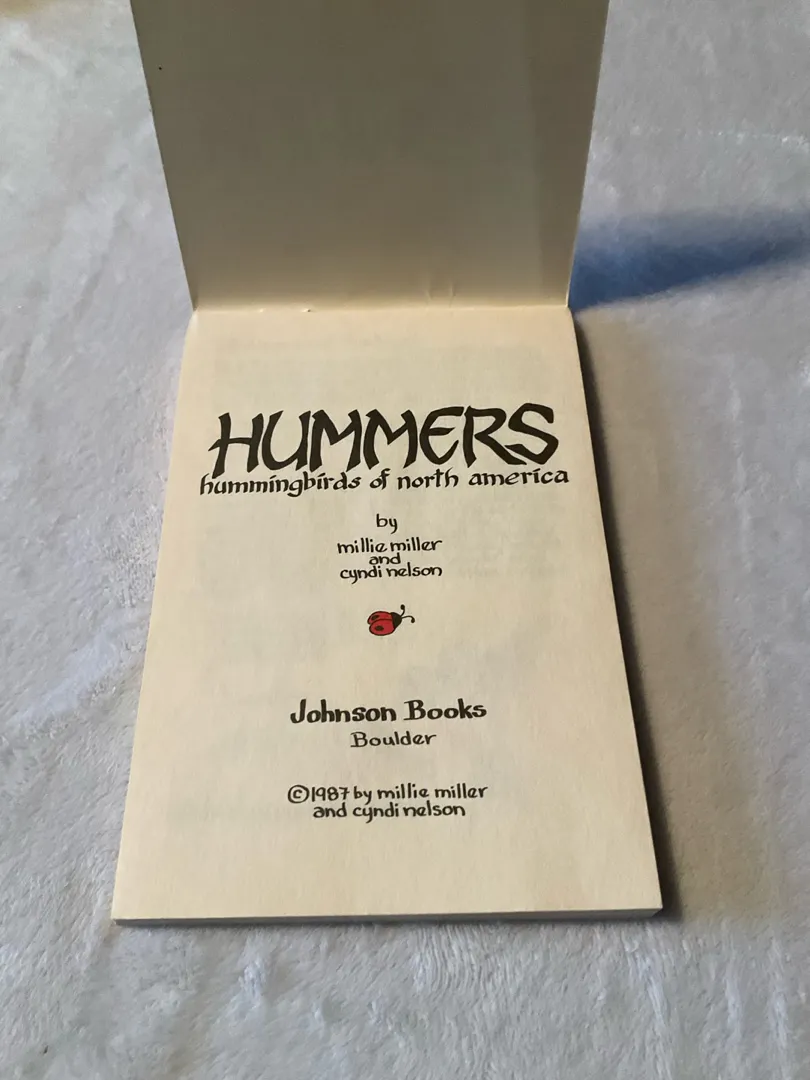 HUMMERS
hummingbirds of north america
by
millie miller
and
cyndi nelson
Johnson Books
Boulder
©1987 by millie miller
and cyndi nelson